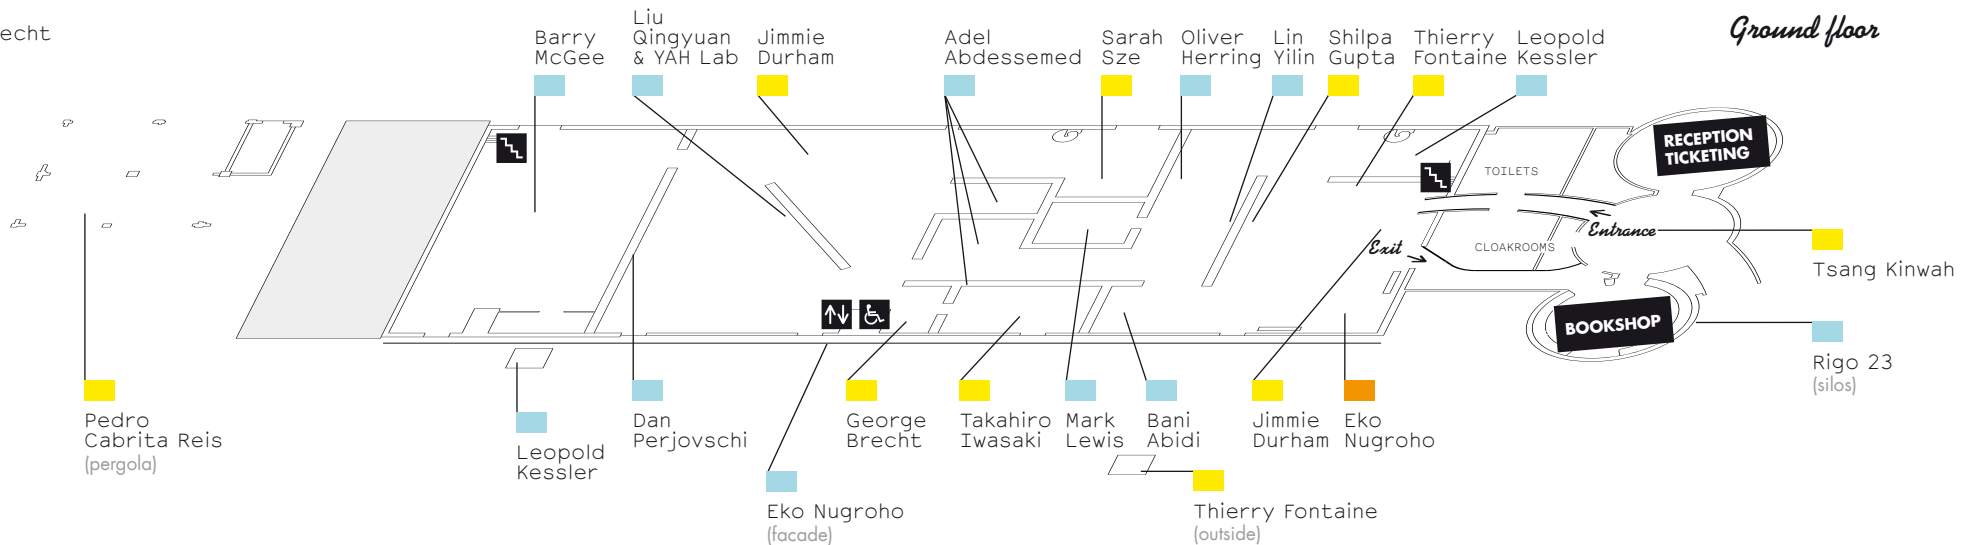 echt
Barry
McGee
Liu
Qingyuan
& YAH Lab
Jimmie
Durham
Adel
Abdessemed
Sarah
Sze
Oliver
Herring
Lin
Yilin
Shilpa
Gupta
Thierry
Fontaine
Leopold
Kessler
Ground floor
RECEPTION
TICKETING
TOILETS
Entrance
Exit
CLOAKROOMS
Tsang Kinwah
BOOKSHOP
Rigo 23
(silos)
Pedro
Cabrita Reis
(pergola)
Leopold
Kessler
Dan
Perjovschi
Eko Nugroho
(facade)
George
Brecht
Takahiro
Iwasaki
Mark
Lewis
Bani
Abidi
Thierry Fontaine
(outside)
Jimmie
Durham
Eko
Nugroho